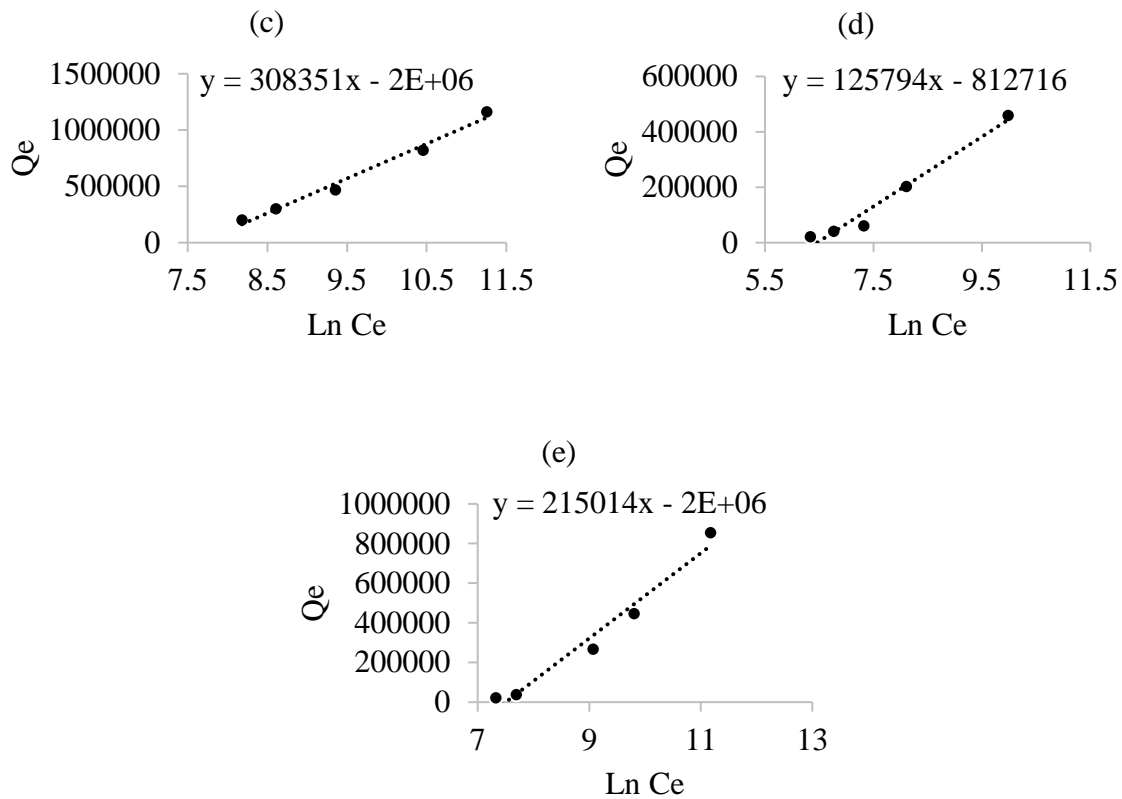 (c)
y = 308351x - 2E+06
1500000
1000000
500000
0
Qe
7.5 8.5 9.5 10.5 11.5
Ln Ce
(d)
y = 125794x - 812716
600000
400000
200000
0
Qe
5.5 7.5 9.5 11.5
Ln Ce
(e)
y = 215014x - 2E+06
1000000
800000
600000
400000
200000
0
Qe
7 9 11 13
Ln Ce